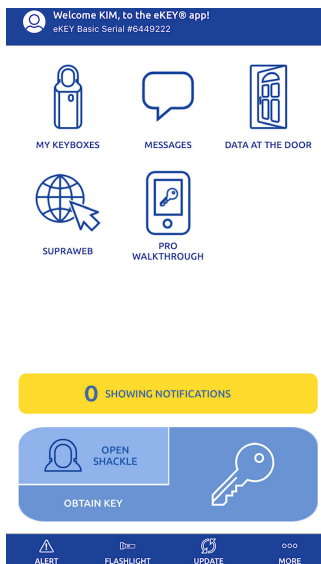 Welcome KIM, to the eKEY® app!
eKEY Basic Serial #6449222
MY KEYBOXES
MESSAGES
DATA AT THE DOOR
SUPRAWEB
PRO
WALKTHROUGH
0 SHOWING NOTIFICATIONS
OPEN
SHACKLE
OBTAIN KEY
ALERT
FLASHLIGHT
UPDATE
MORE